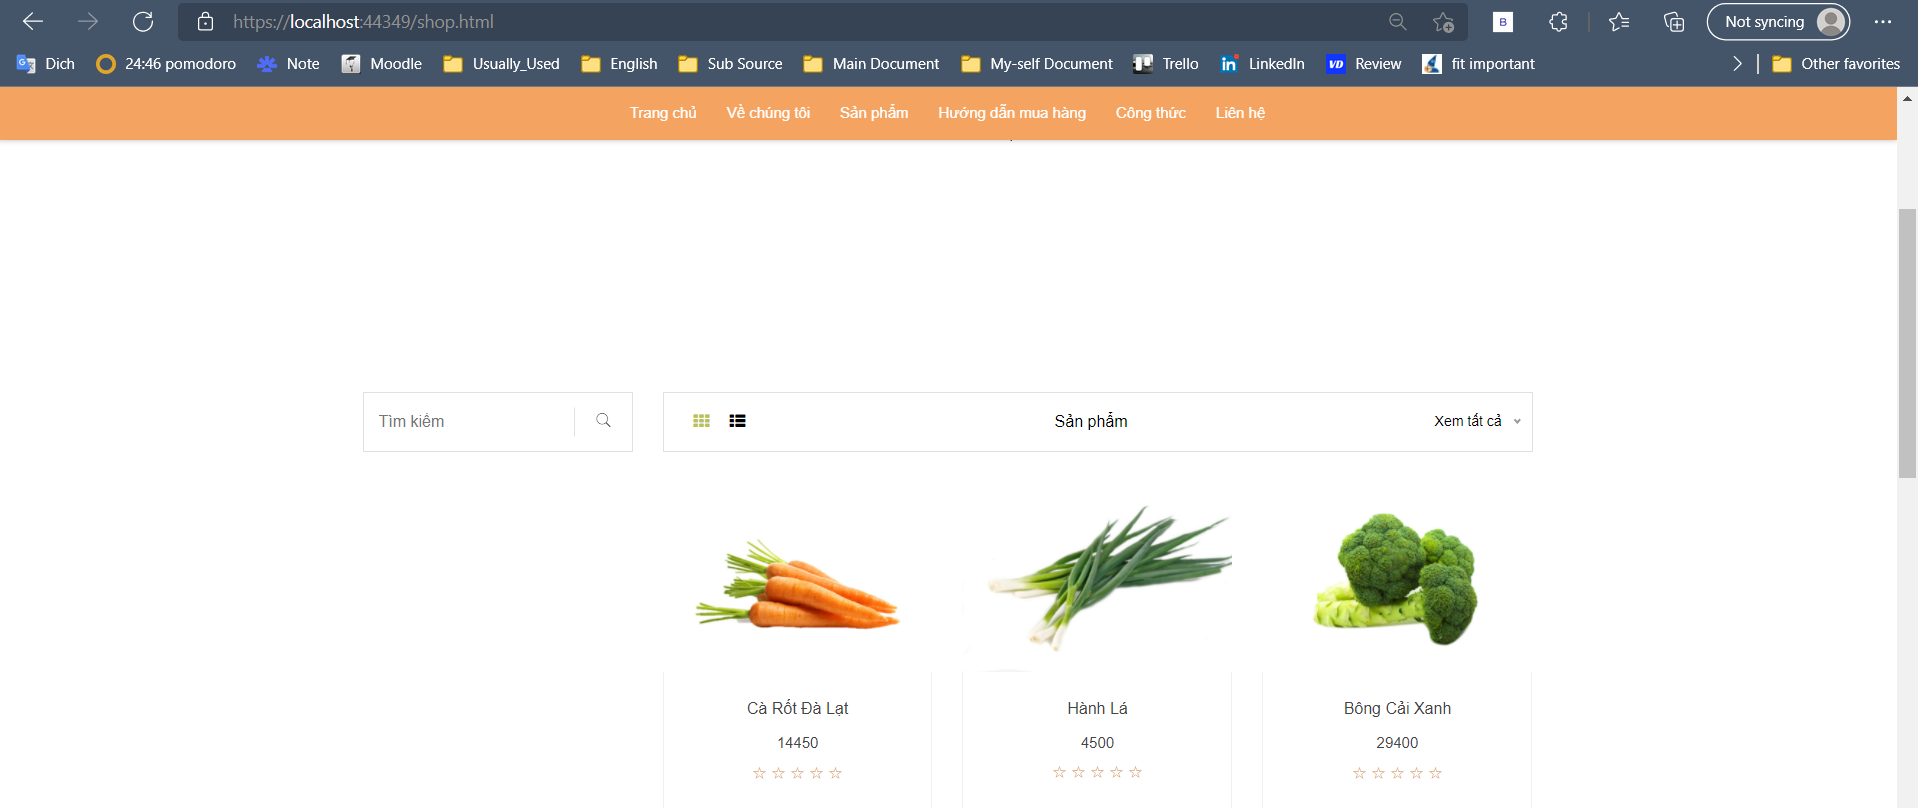 https://localhost:44349/shop.html
B
Not syncing
Dich
24:46 pomodoro
Note
Moodle
Usually_Used
English
Sub Source
Main Document
My-self Document
Trello
in LinkedIn
VD Review
fit important
Other favorites
Trang chủ
Về chúng tôi
Sản phẩm
Hướng dẫn mua hàng
Công thức
Liên hệ
Tìm kiếm
Sản phẩm
Xem tất cả
Cà Rốt Đà Lạt
Hành Lá
Bông Cải Xanh
14450
4500
29400